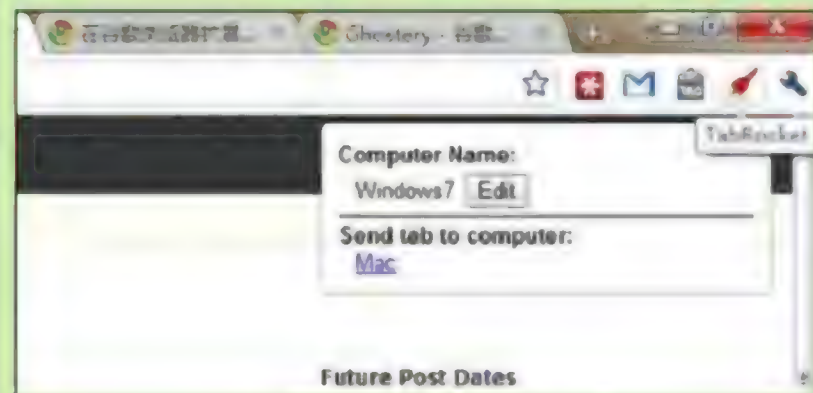 Ghostery -
TabRocket
Computer Name:
Windows7 Edit
Send tab to computer:
Mac
Future Post Dates